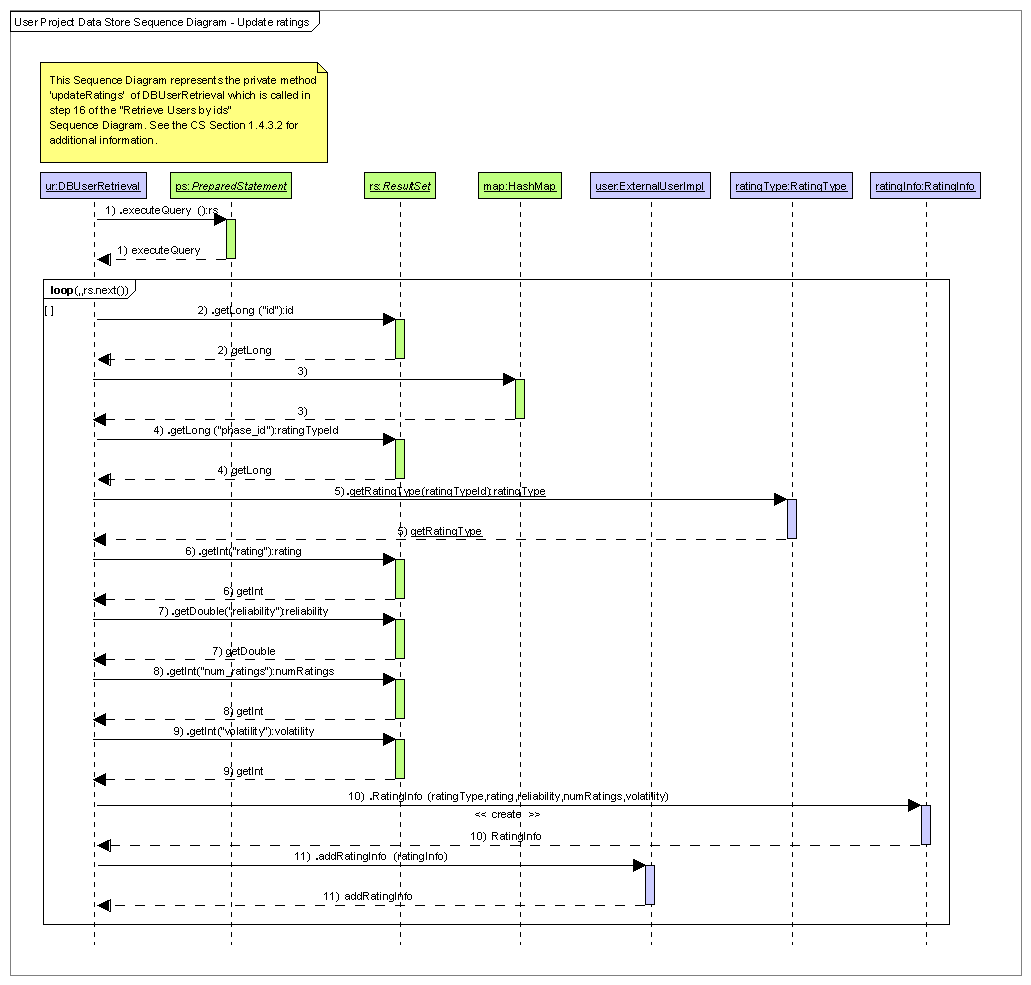 User Project Data Store Sequence Diagram - Update ratings
This Sequence Diagram represents the private method
'updateRatings' of DBUserRetrieval which is called in
step 16 of the "Retrieve Users by ids"
Sequence Diagram. See the CS Section 1.4.3.2 for
additional information.
ur:DBUserRetrieval
ps:PreparedStatement
rs:ResultSet
map:HashMap
user:ExternalUserImpl
ratingType:RatingType
ratingInfo:RatingInfo
1) .executeQuery ():rs
1) executeQuery
loop(,,rs.next())
[ ]
2) .getLong ("id"):id
2) getLong
3)
3)
4) .getLong ("phase_id"):ratingTypeId
4) getLong
5) .getRatingType(ratingTypeId):ratingType
5) getRatingType
6) .getInt("rating"):rating
6) getInt
7) .getDouble("reliability"):reliability
7) getDouble
8) .getInt("num_ratings"):numRatings
8) getInt
9) .getInt("volatility"):volatility
9) getInt
10) .RatingInfo (ratingType,rating,reliability,numRatings,volatility)
<< create >>
10) RatingInfo
11) .addRatingInfo (ratingInfo)
11) addRatingInfo